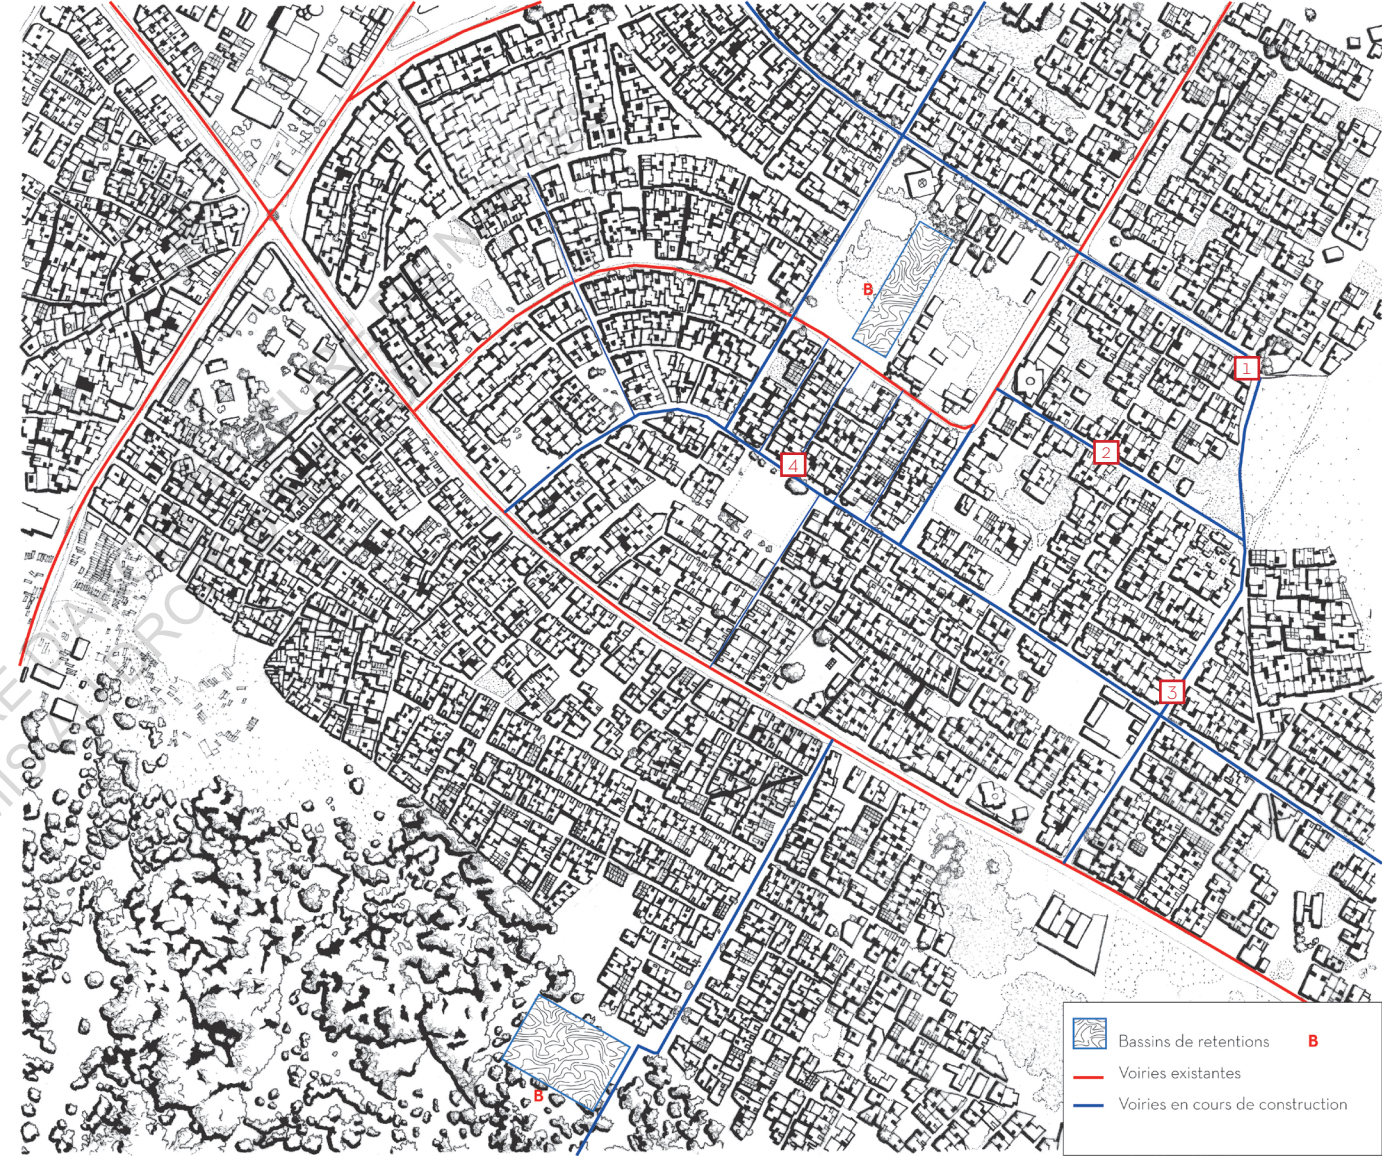 B
1
2
4
3
B
Bassins de retentions B
Voiries existantes
Voiries en cours de construction